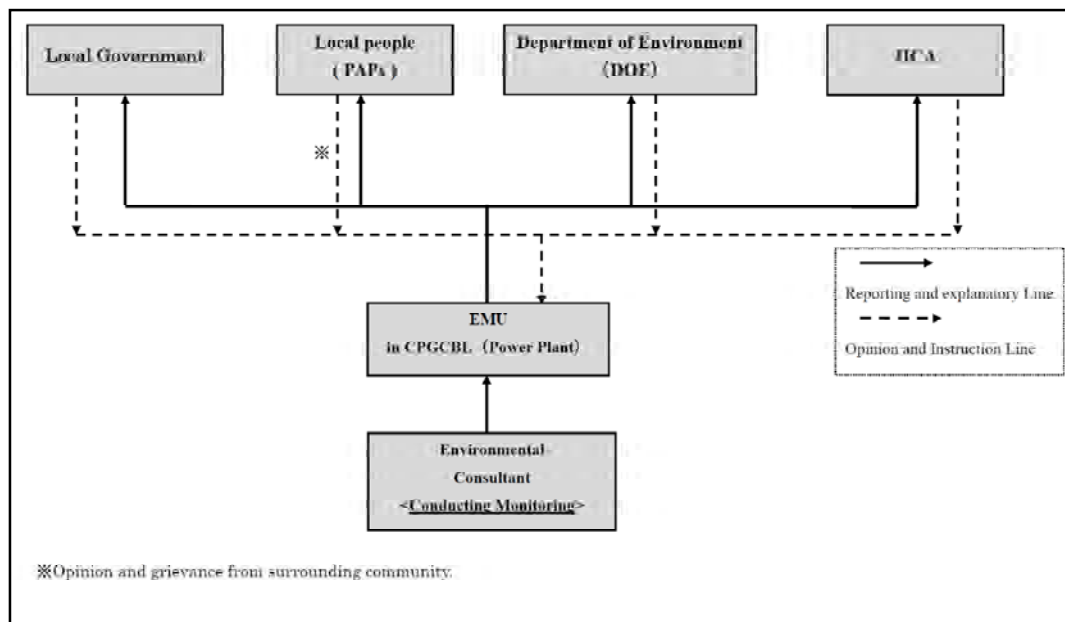 Local Government
Local people
( PAPs )
Department of Environment
(DOE)
JICA
※
EMU
in CPGCBL (Power Plant)
Environmental
Consultant
<Conducting Monitoring>
Reporting and explanatory Line
Opinion and Instruction Line
※Opinion and grievance from surrounding community.